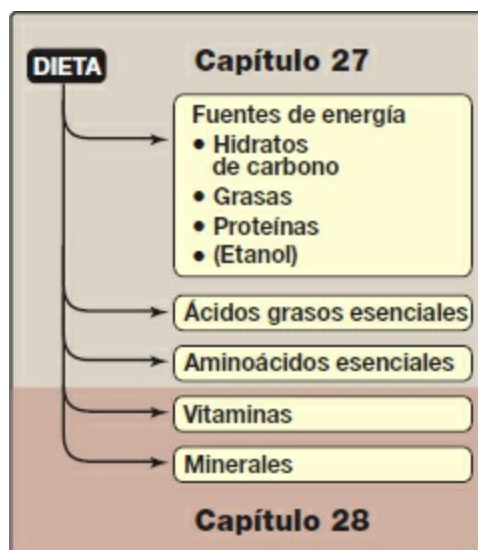 DIETA
Capítulo 27
Fuentes de energía
• Hidratos
de carbono
• Grasas
• Proteínas
• (Etanol)
Ácidos grasos esenciales
Aminoácidos esenciales
Vitaminas
Minerales
Capítulo 28